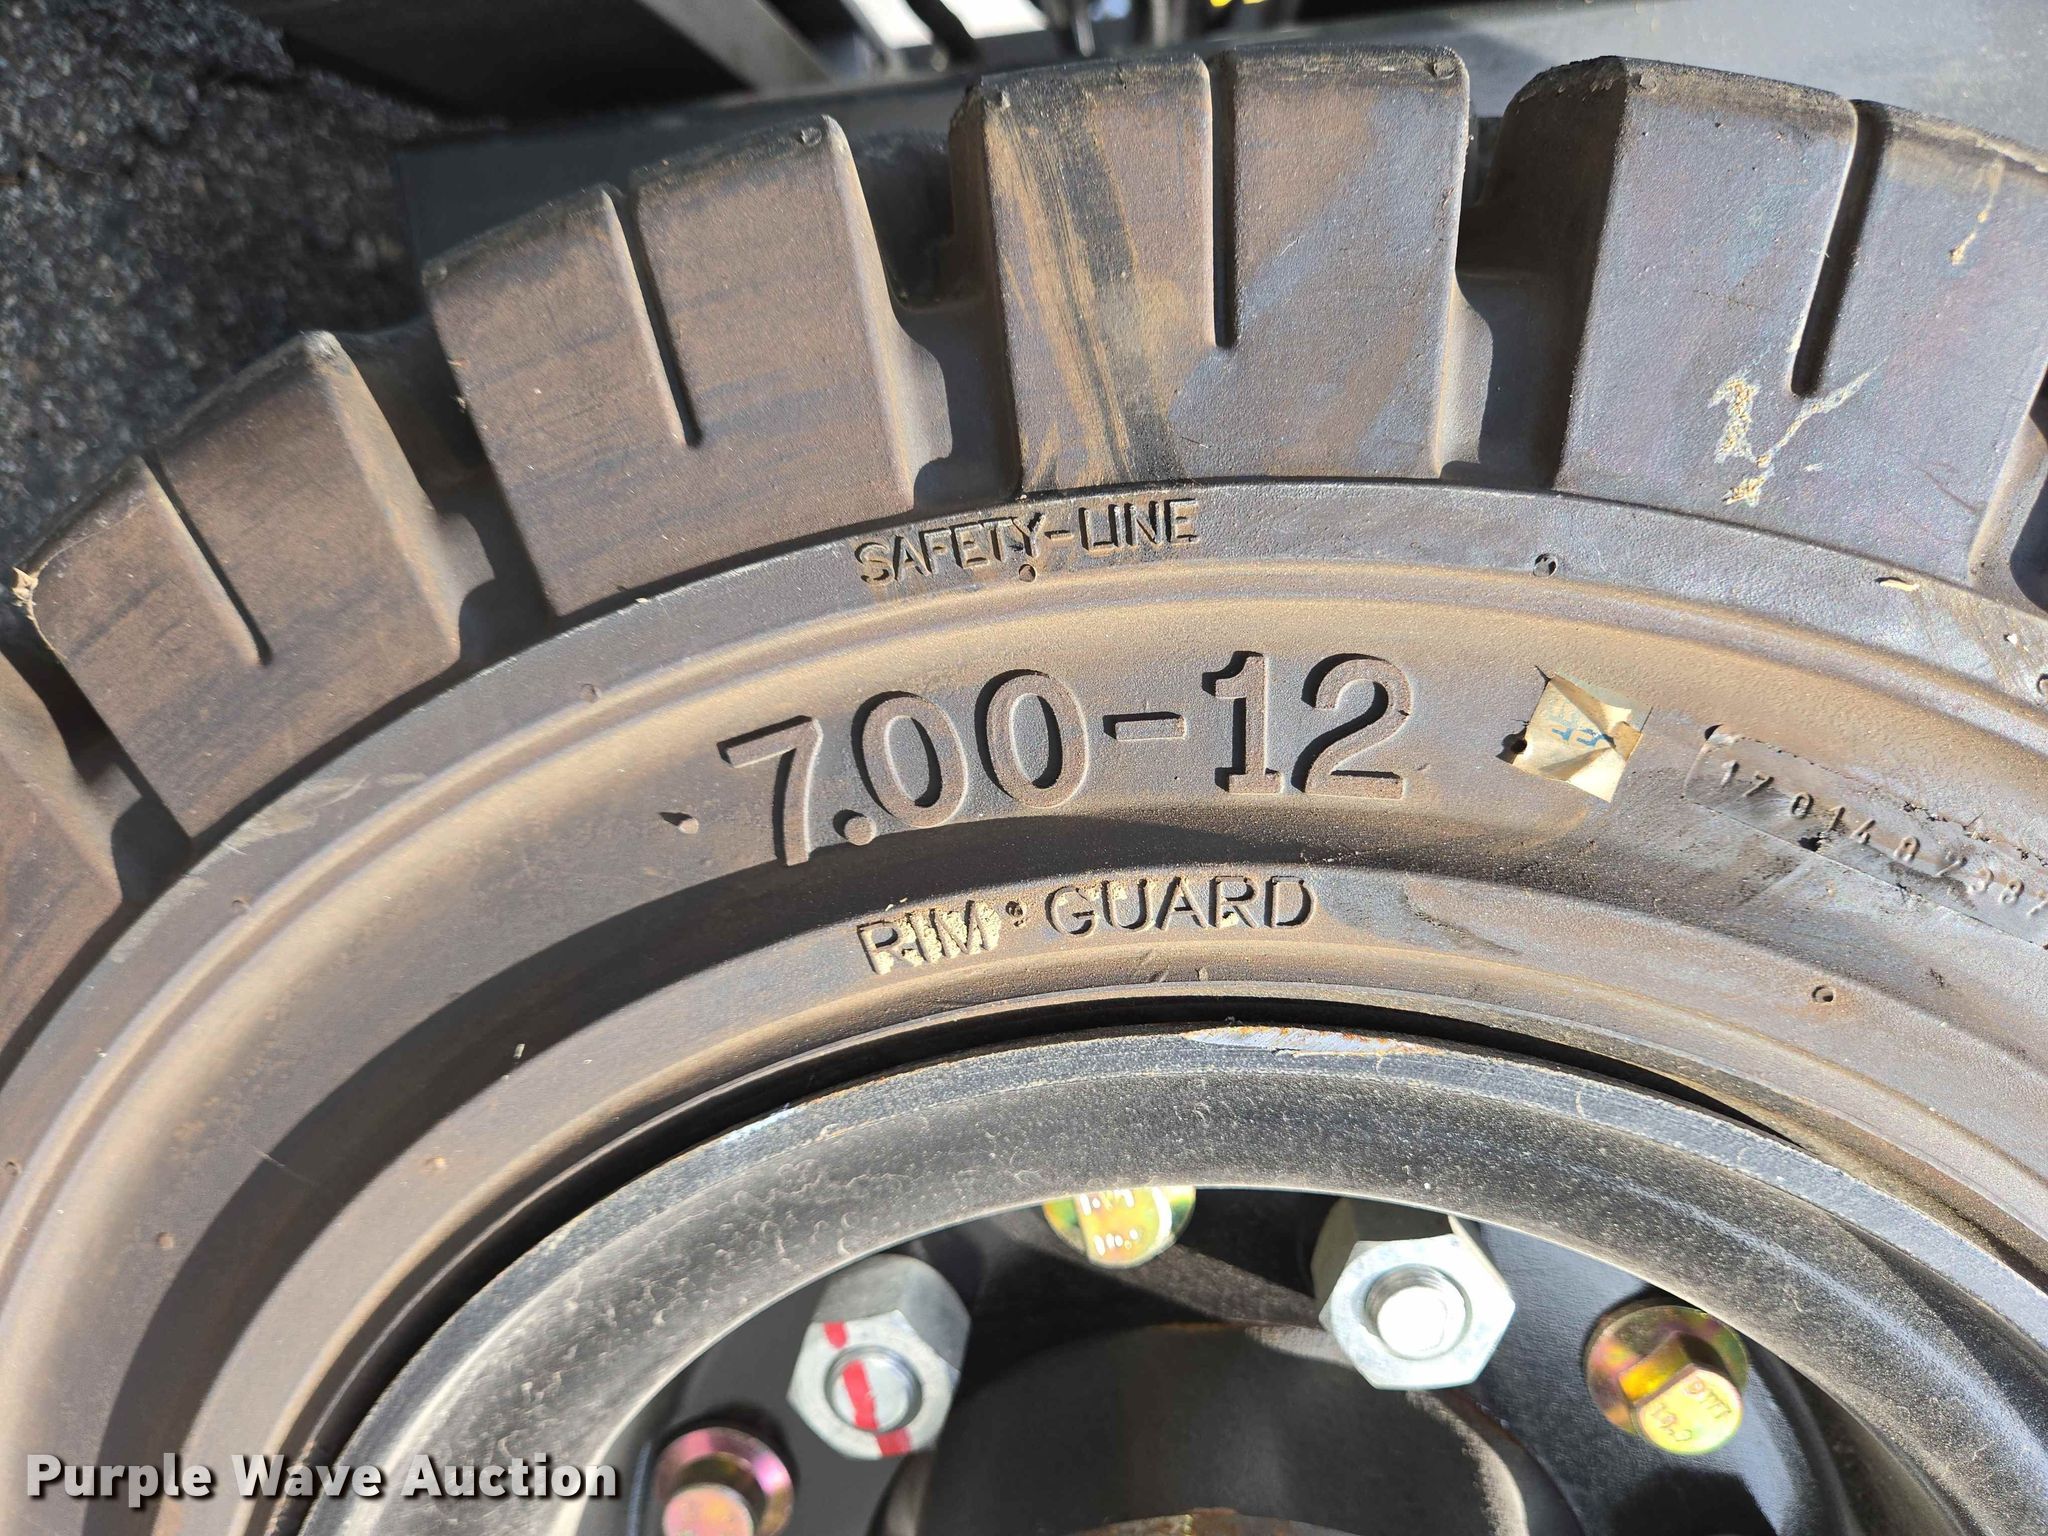 SAFETY-LINE
7.00-12
RIM GUARD
Purple Wave Auction